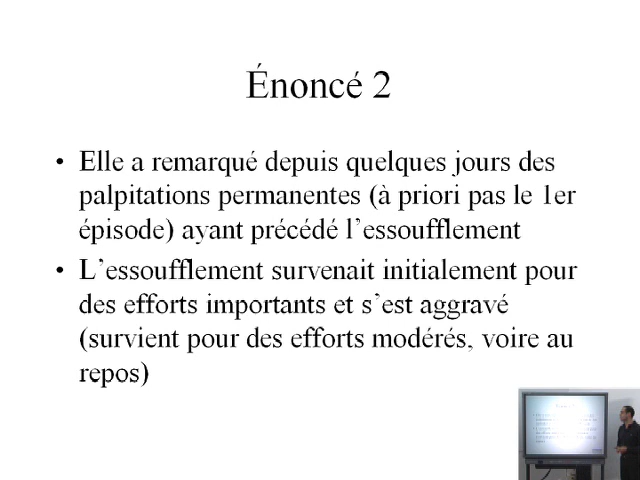 Énoncé 2
• Elle a remarqué depuis quelques jours des
palpitations permanentes (à priori pas le 1er
épisode) ayant précédé l'essoufflement
• L'essoufflement survenait initialement pour
des efforts importants et s'est aggravé
(survient pour des efforts modérés, voire au
repos)